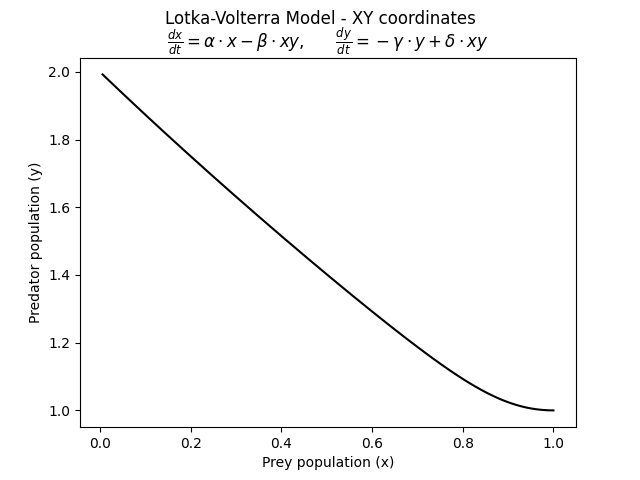 Lotka-Volterra Model - XY coordinates
dx/dt = α · x − β · xy,    dy/dt = −γ · y + δ · xy
2.0
1.8
1.6
1.4
1.2
1.0
Predator population (y)
0.0 0.2 0.4 0.6 0.8 1.0
Prey population (x)